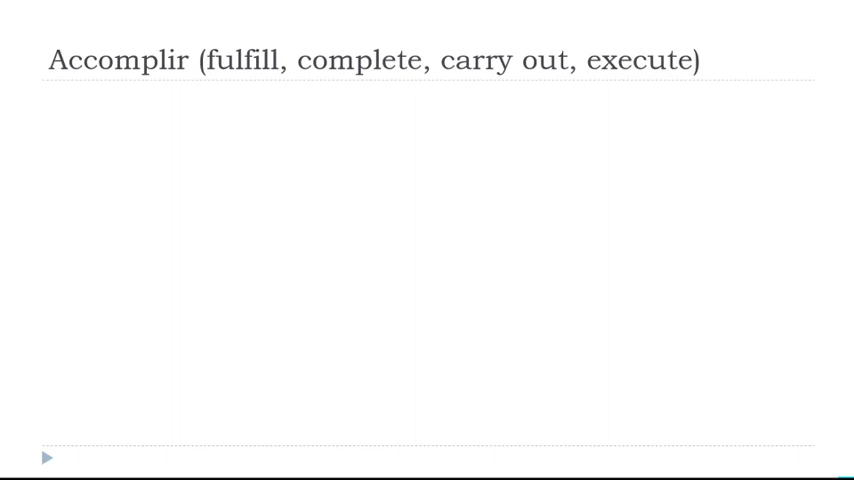 Accomplir (fulfill, complete, carry out, execute)